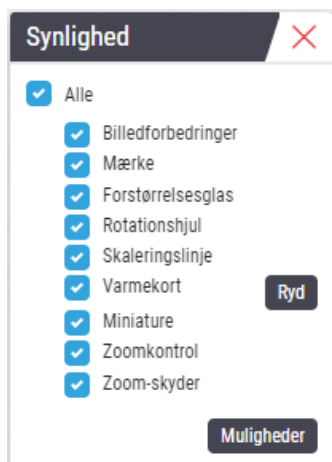 Synlighed
Alle
Billedforbedringer
Mærke
Forstørrelsesglas
Rotationshjul
Skaleringslinje
Varmekort
Ryd
Miniature
Zoomkontrol
Zoom-skyder
Muligheder